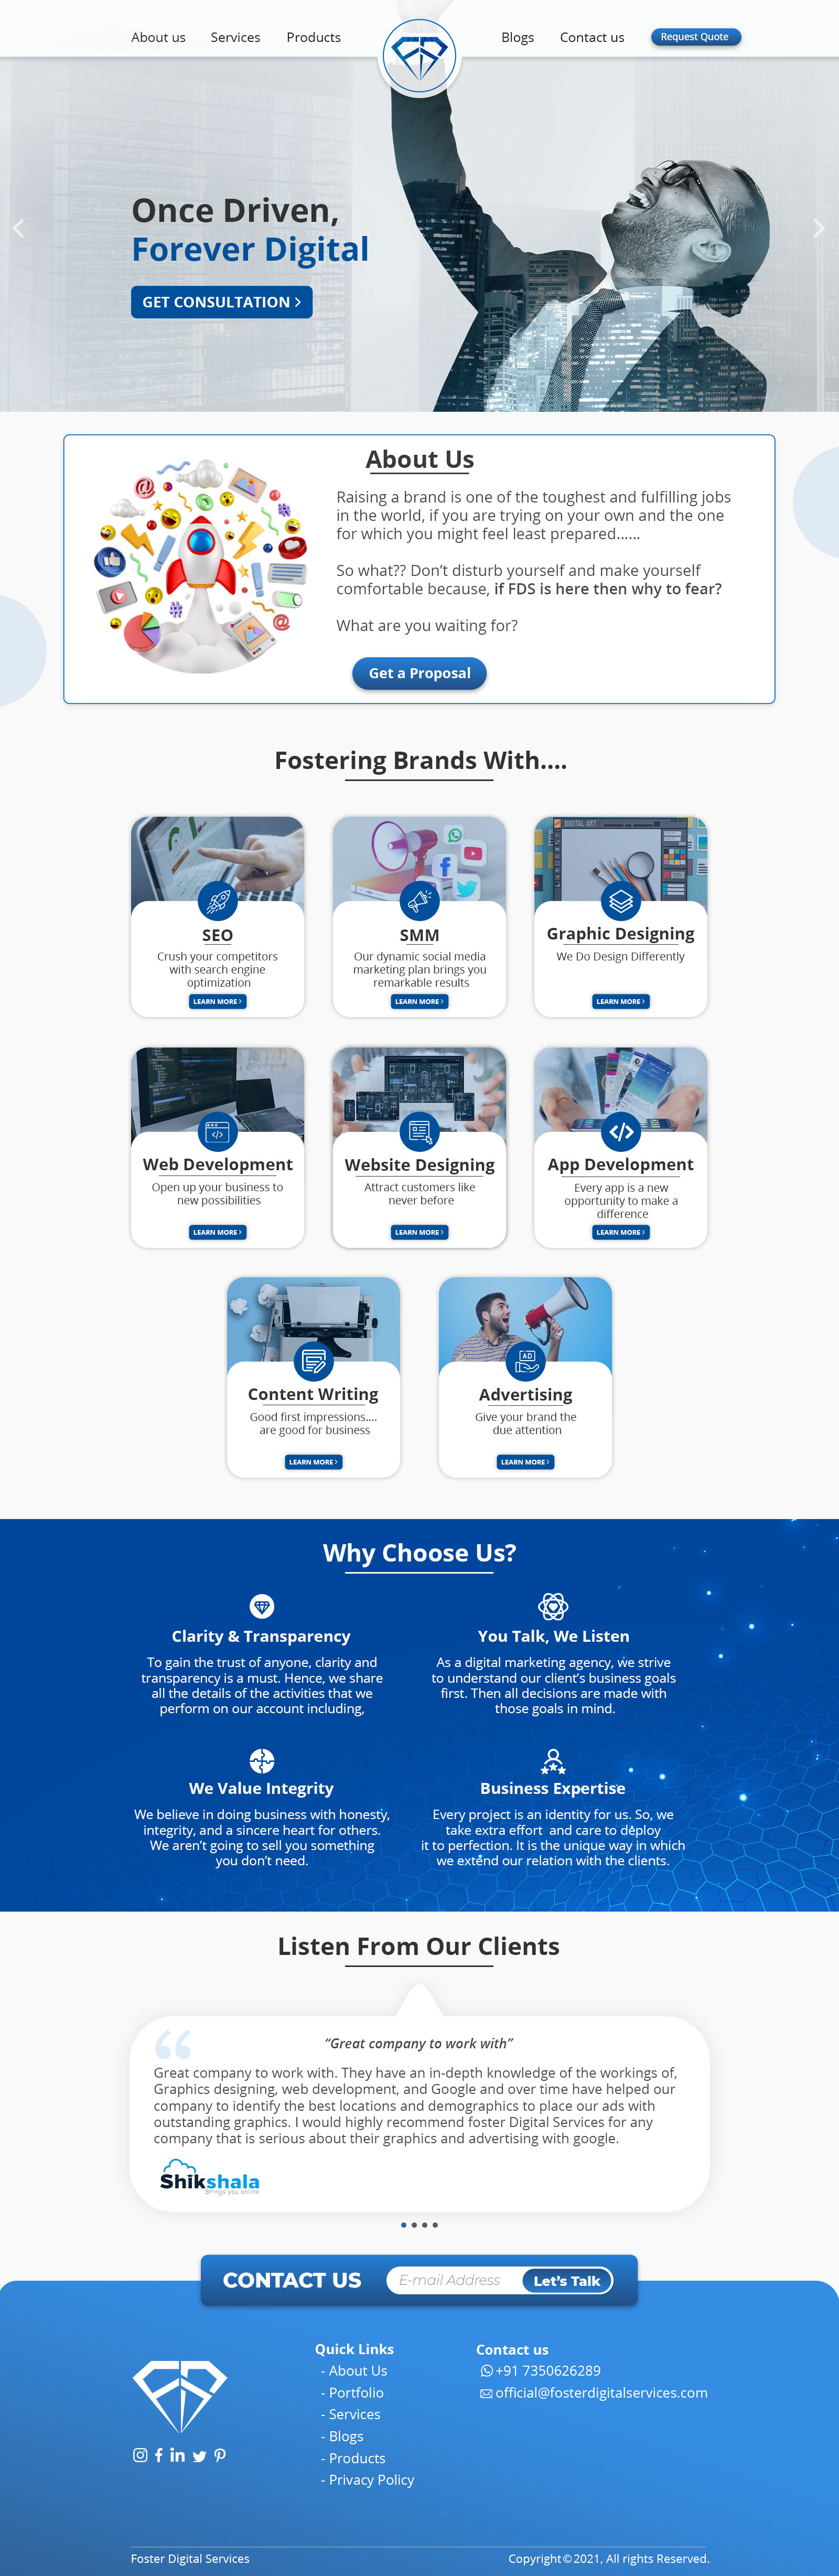 About us
Services
Products
Blogs
Contact us
Request Quote
Once Driven,
Forever Digital
GET CONSULTATION
About Us
Raising a brand is one of the toughest and fulfilling jobs
in the world, if you are trying on your own and the one
for which you might feel least prepared......
So what?? Don’t disturb yourself and make yourself
comfortable because, if FDS is here then why to fear?
What are you waiting for?
Get a Proposal
Fostering Brands With....
SEO
Crush your competitors
with search engine
optimization
LEARN MORE
SMM
Our dynamic social media
marketing plan brings you
remarkable results
LEARN MORE
DIGITAL ART
Graphic Designing
We Do Design Differently
LEARN MORE
Web Development
Open up your business to
new possibilities
LEARN MORE
Website Designing
Attract customers like
never before
LEARN MORE
App Development
Every app is a new
opportunity to make a
difference
LEARN MORE
Content Writing
Good first impressions....
are good for business
LEARN MORE
AD
Advertising
Give your brand the
due attention
LEARN MORE
Why Choose Us?
Clarity & Transparency
To gain the trust of anyone, clarity and
transparency is a must. Hence, we share
all the details of the activities that we
perform on our account including,
You Talk, We Listen
As a digital marketing agency, we strive
to understand our client’s business goals
first. Then all decisions are made with
those goals in mind.
We Value Integrity
We believe in doing business with honesty,
integrity, and a sincere heart for others.
We aren’t going to sell you something
you don’t need.
Business Expertise
Every project is an identity for us. So, we
take extra effort  and care to deploy
it to perfection. It is the unique way in which
we extend our relation with the clients.
Listen From Our Clients
“Great company to work with”
Great company to work with. They have an in-depth knowledge of the workings of,
Graphics designing, web development, and Google and over time have helped our
company to identify the best locations and demographics to place our ads with
outstanding graphics. I would highly recommend foster Digital Services for any
company that is serious about their graphics and advertising with google.
Shikshala
Brings you online
CONTACT US
E-mail Address
Let’s Talk
Quick Links
- About Us
- Portfolio
- Services
- Blogs
- Products
- Privacy Policy
Contact us
+91 7350626289
official@fosterdigitalservices.com
Foster Digital Services
Copyright©2021, All rights Reserved.